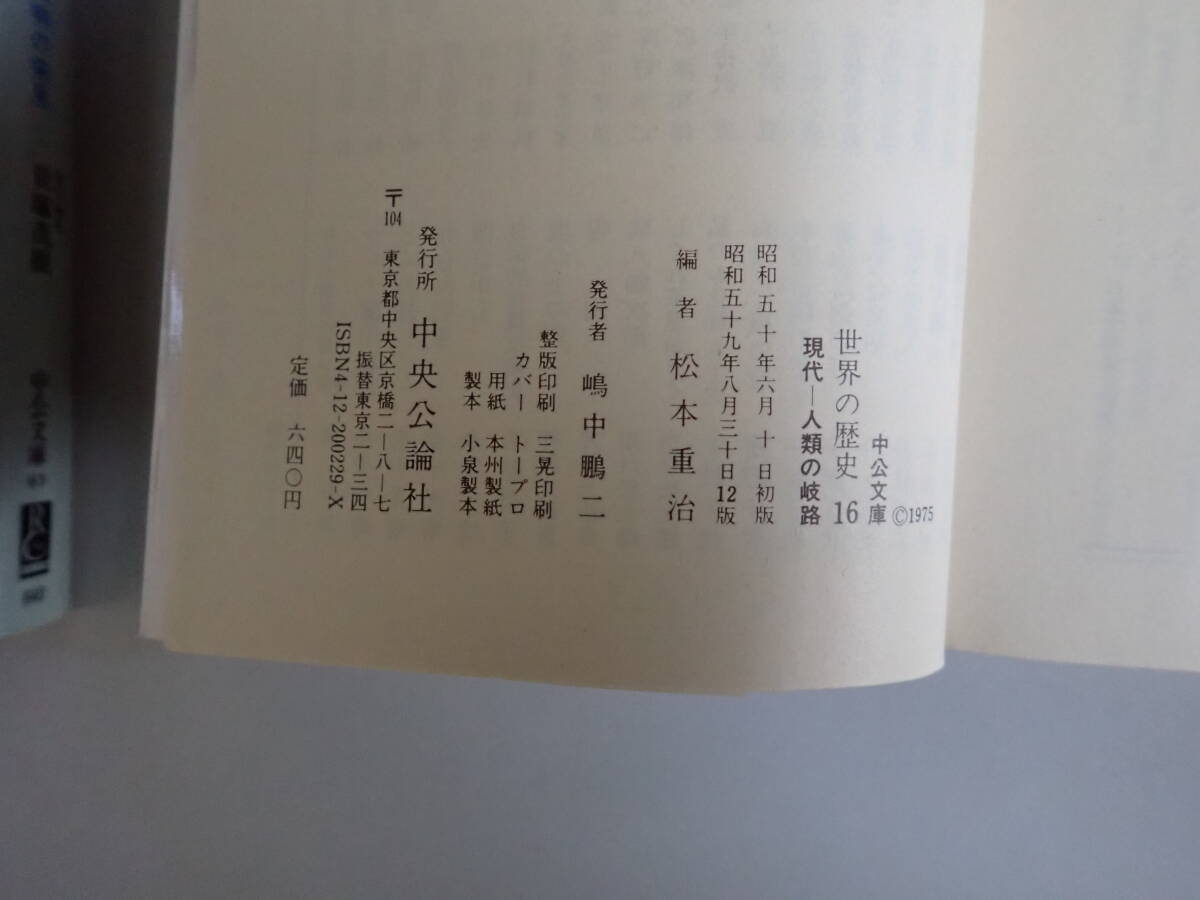 中公文庫
©1975
世界の歴史 16
現代―人類の岐路
昭和五十年六月十日初版
昭和五十九年八月三十日12版
編者 松本重治
発行者 嶋中鵬二
整版印刷 三晃印刷
カバー トープロ
用紙 本州製紙
製本 小泉製本
発行所 中央公論社
〒104 東京都中央区京橋二―八―七
振替東京二―三四
ISBN4-12-200229-X
定価 六四〇円